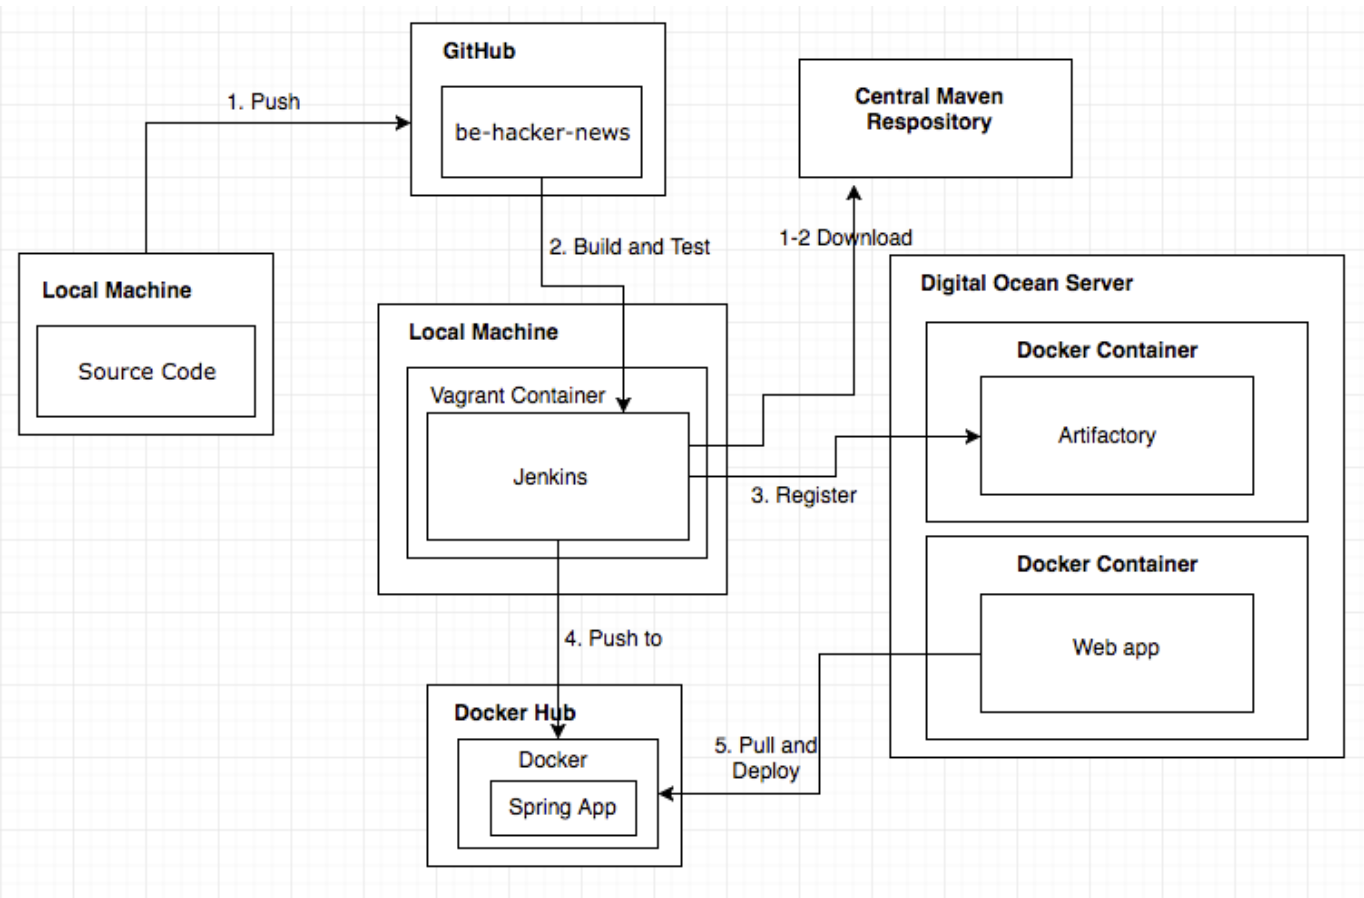 GitHub
be-hacker-news
1. Push
Central Maven
Respository
2. Build and Test
1-2 Download
Local Machine
Source Code
Local Machine
Vagrant Container
Jenkins
3. Register
Digital Ocean Server
Docker Container
Artifactory
Docker Container
Web app
4. Push to
Docker Hub
Docker
Spring App
5. Pull and
Deploy